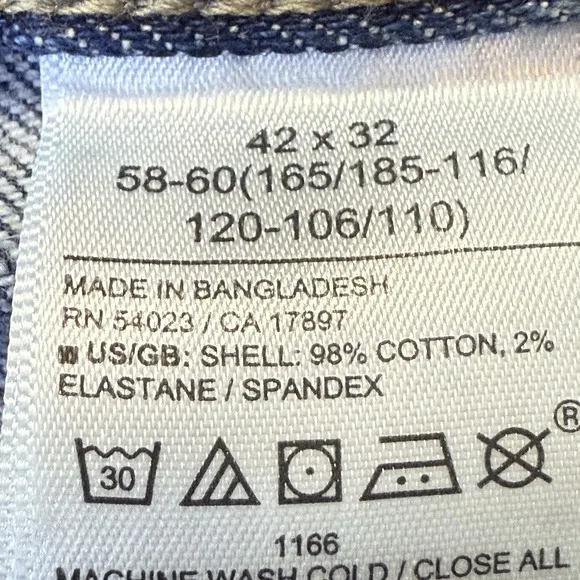 42 x 32
58-60(165/185-116/
120-106/110)
MADE IN BANGLADESH
RN 54023 / CA 17897
US/GB: SHELL: 98% COTTON, 2%
ELASTANE / SPANDEX
30
®
1166
MACHINE WASH COLD / CLOSE ALL